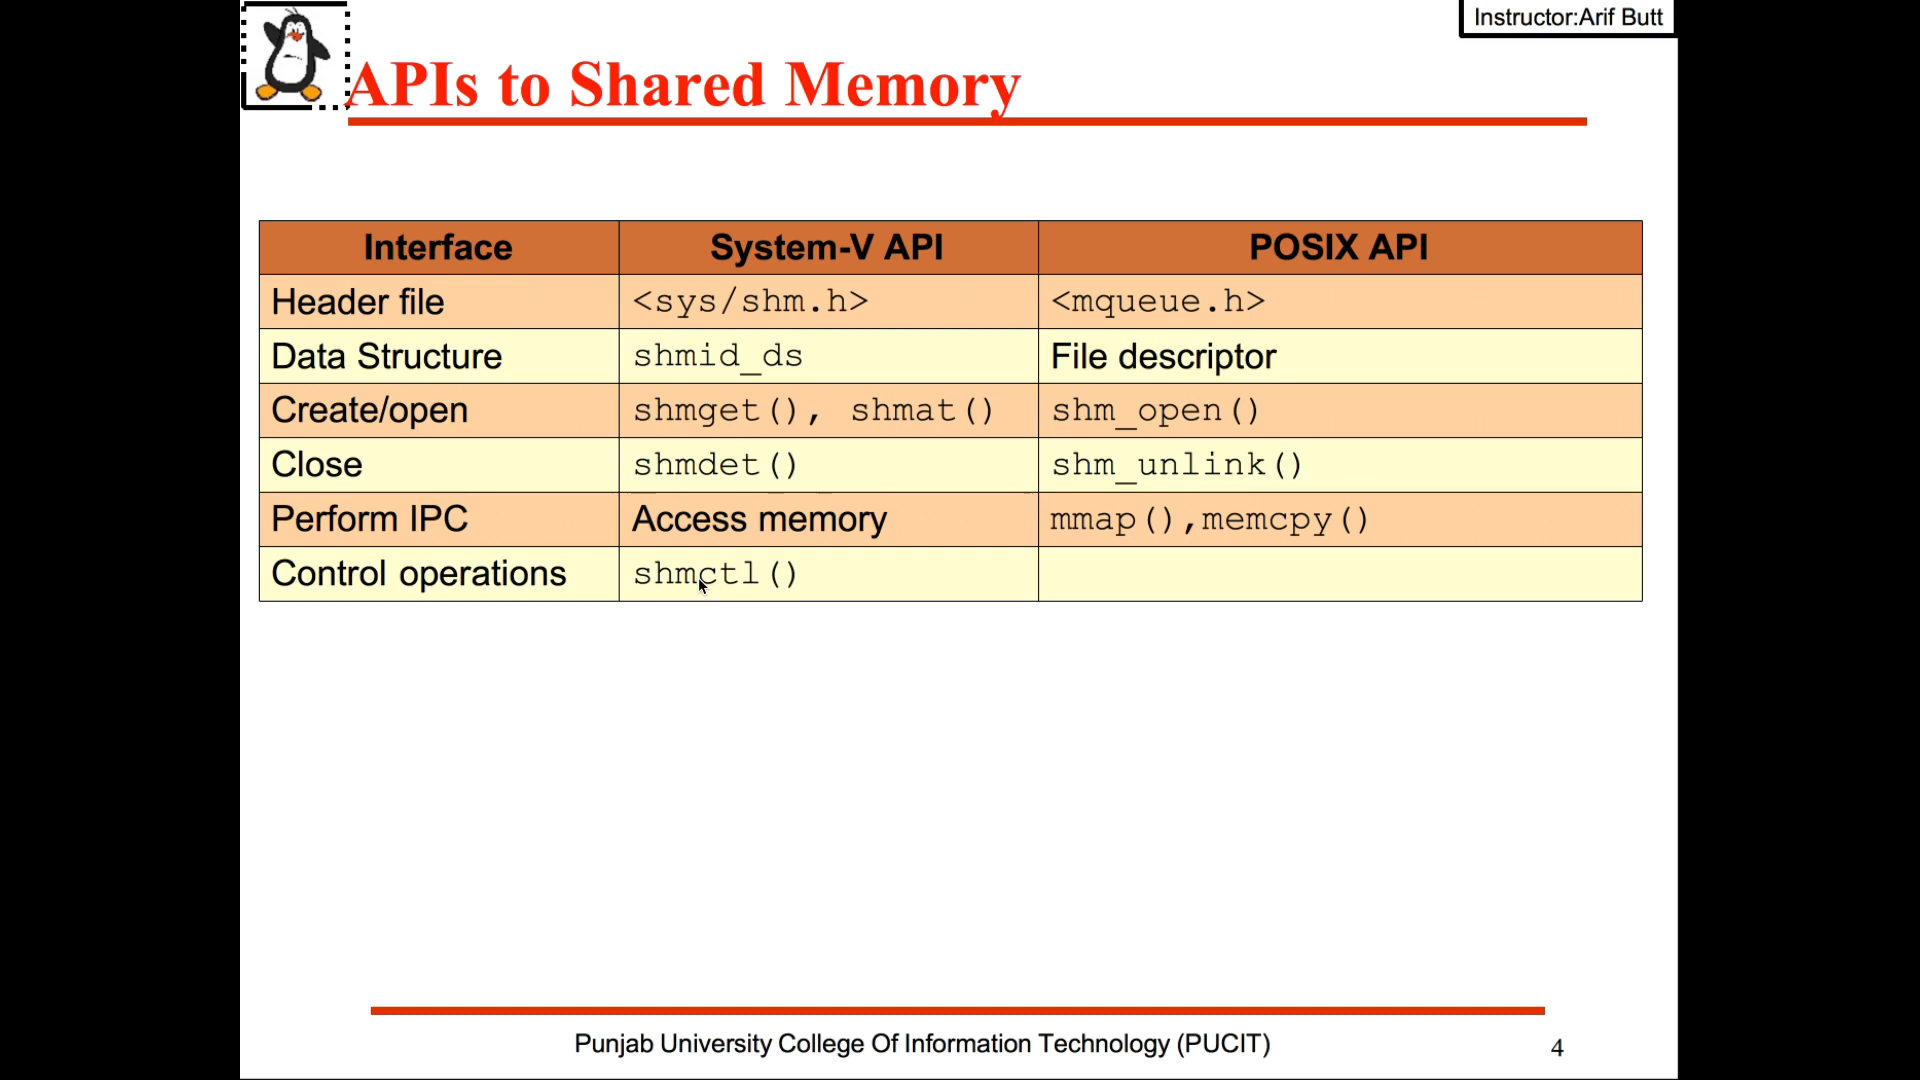 Instructor:Arif Butt
APIs to Shared Memory
Interface System-V API POSIX API
Header file <sys/shm.h> <mqueue.h>
Data Structure shmid_ds File descriptor
Create/open shmget(), shmat() shm_open()
Close shmdet() shm_unlink()
Perform IPC Access memory mmap(),memcpy()
Control operations shmctl()
Punjab University College Of Information Technology (PUCIT)
4